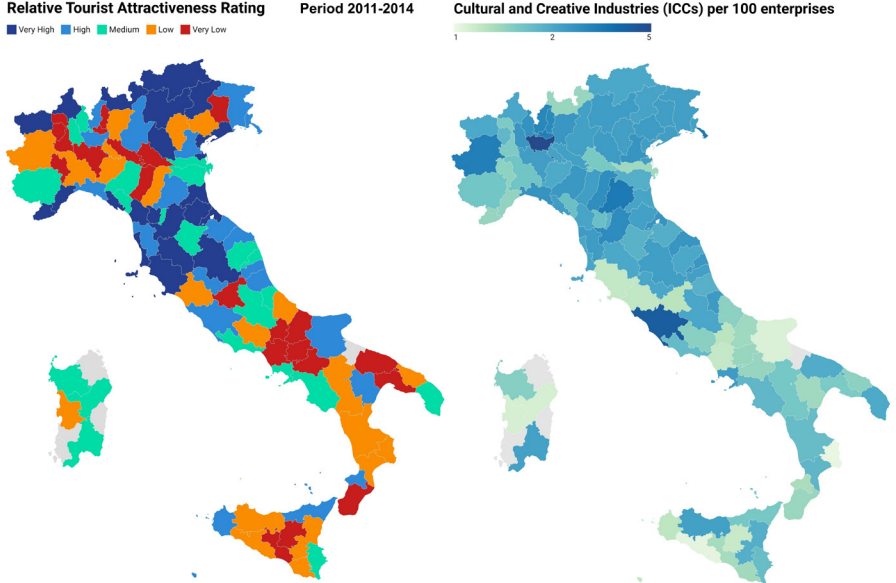 Relative Tourist Attractiveness Rating Period 2011-2014
Very High High Medium Low Very Low
Cultural and Creative Industries (ICCs) per 100 enterprises
1 2 5